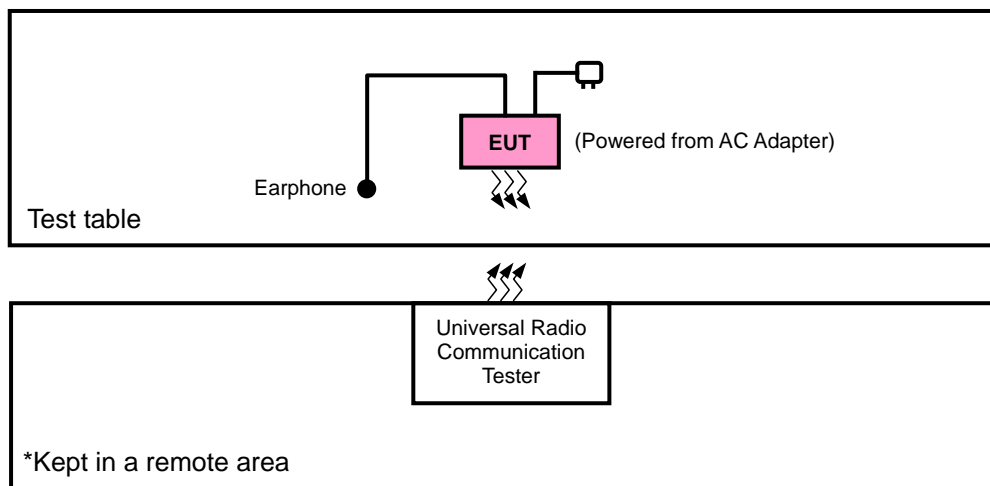 EUT
(Powered from AC Adapter)
Earphone
Test table
Universal Radio
Communication
Tester
*Kept in a remote area